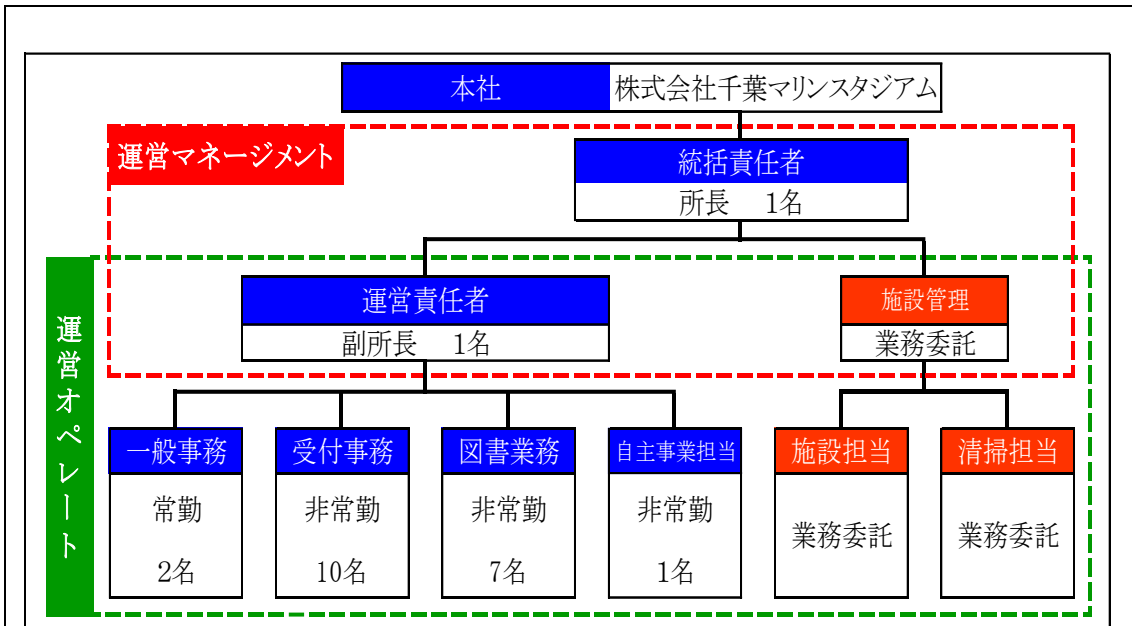 本社 株式会社千葉マリンスタジアム
運営マネージメント
統括責任者
所長 1名
運営オペレート
運営責任者
副所長 1名
施設管理
業務委託
一般事務
常勤
2名
受付事務
非常勤
10名
図書業務
非常勤
7名
自主事業担当
非常勤
1名
施設担当
業務委託
清掃担当
業務委託